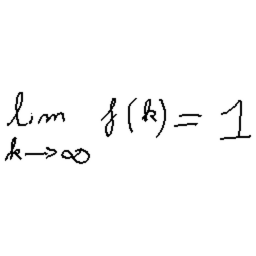 lim f(k) = 1
k→∞